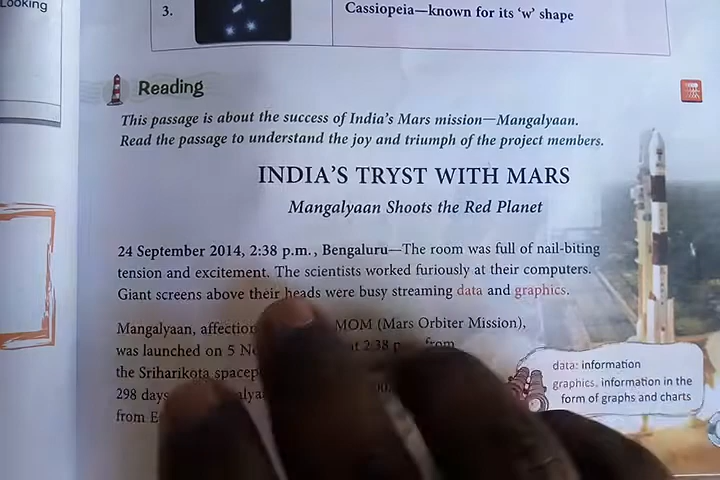 Looking
3.
Cassiopeia—known for its 'w' shape
Reading
This passage is about the success of India's Mars mission—Mangalyaan.
Read the passage to understand the joy and triumph of the project members.
INDIA'S TRYST WITH MARS
Mangalyaan Shoots the Red Planet
24 September 2014, 2:38 p.m., Bengaluru—The room was full of nail-biting
tension and excitement. The scientists worked furiously at their computers.
Giant screens above their heads were busy streaming data and graphics.
Mangalyaan, MOM (Mars Orbiter Mission),
was launched on 5 at 2.38 from
the Sriharikota
298 days
from
data: information
graphics: information in the
form of graphs and charts